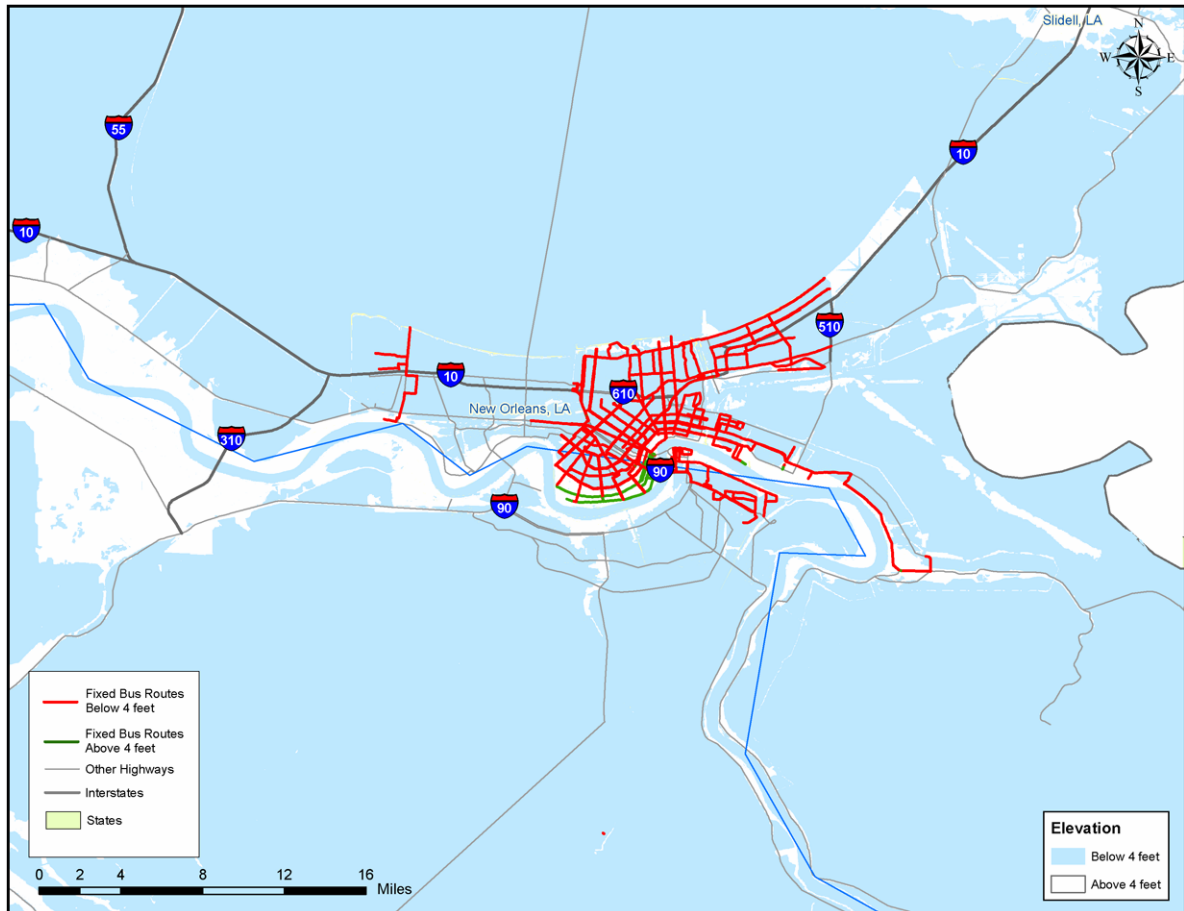 Slidell, LA
N
W E
S
55
10
10
510
10
610
New Orleans, LA
310
90
90
Fixed Bus Routes
Below 4 feet
Fixed Bus Routes
Above 4 feet
Other Highways
Interstates
States
0 2 4 8 12 16
Miles
Elevation
Below 4 feet
Above 4 feet